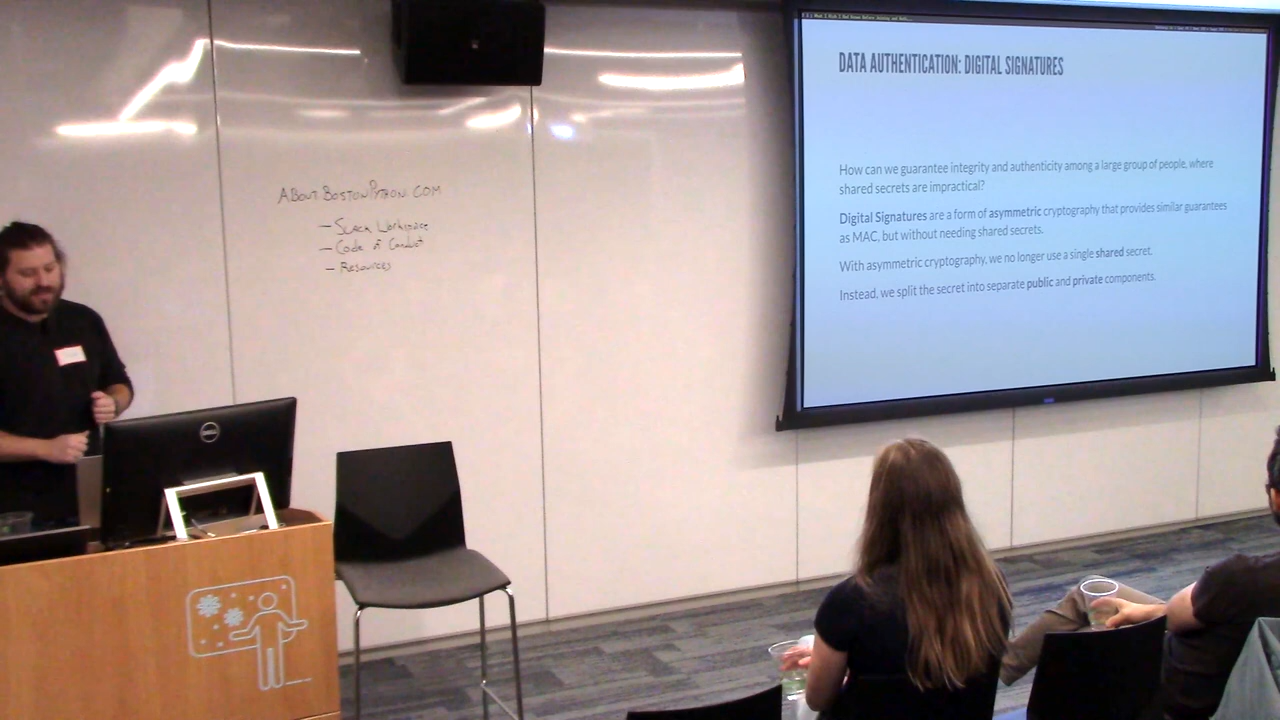 ABOUT BOSTONPYTHON.COM
- Slack Workspace
- Code of Conduct
- Resources
DELL
DATA AUTHENTICATION: DIGITAL SIGNATURES
How can we guarantee integrity and authenticity among a large group of people, where
shared secrets are impractical?
Digital Signatures are a form of asymmetric cryptography that provides similar guarantees
as MAC, but without needing shared secrets.
With asymmetric cryptography, we no longer use a single shared secret.
Instead, we split the secret into separate public and private components.